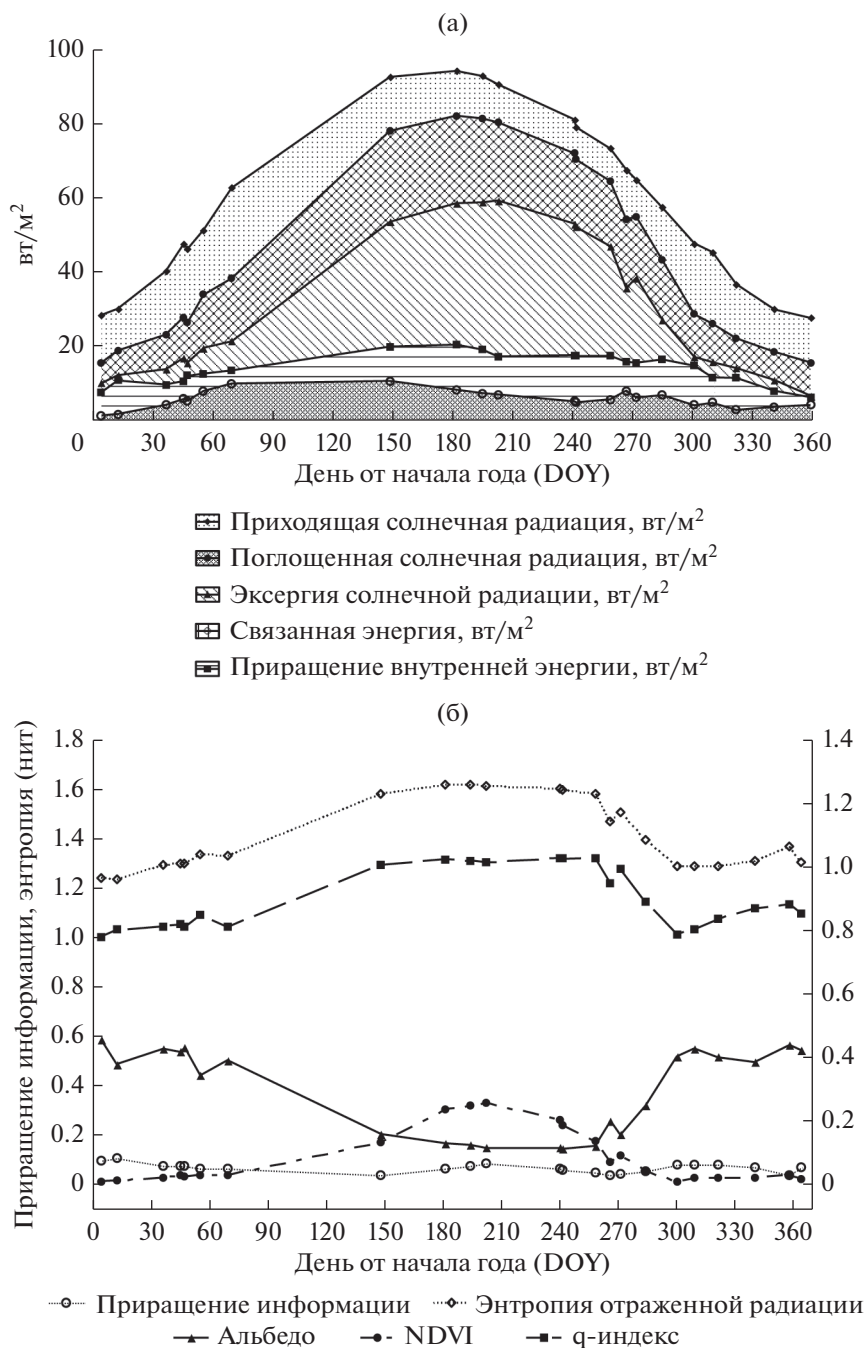 (а)
100
80
60
40
20
0
вт/м²
30 60 90 120 150 180 210 240 270 300 330 360
День от начала года (DOY)
Приходящая солнечная радиация, вт/м²
Поглощенная солнечная радиация, вт/м²
Эксергия солнечной радиации, вт/м²
Связанная энергия, вт/м²
Приращение внутренней энергии, вт/м²
(б)
Приращение информации, энтропия (нит)
1.8
1.6
1.4
1.2
1.0
0.8
0.6
0.4
0.2
0
1.4
1.2
1.0
0.8
0.6
0.4
0.2
0
0 30 60 90 120 150 180 210 240 270 300 330 360
День от начала года (DOY)
Приращение информации Энтропия отраженной радиации
Альбедо NDVI q-индекс